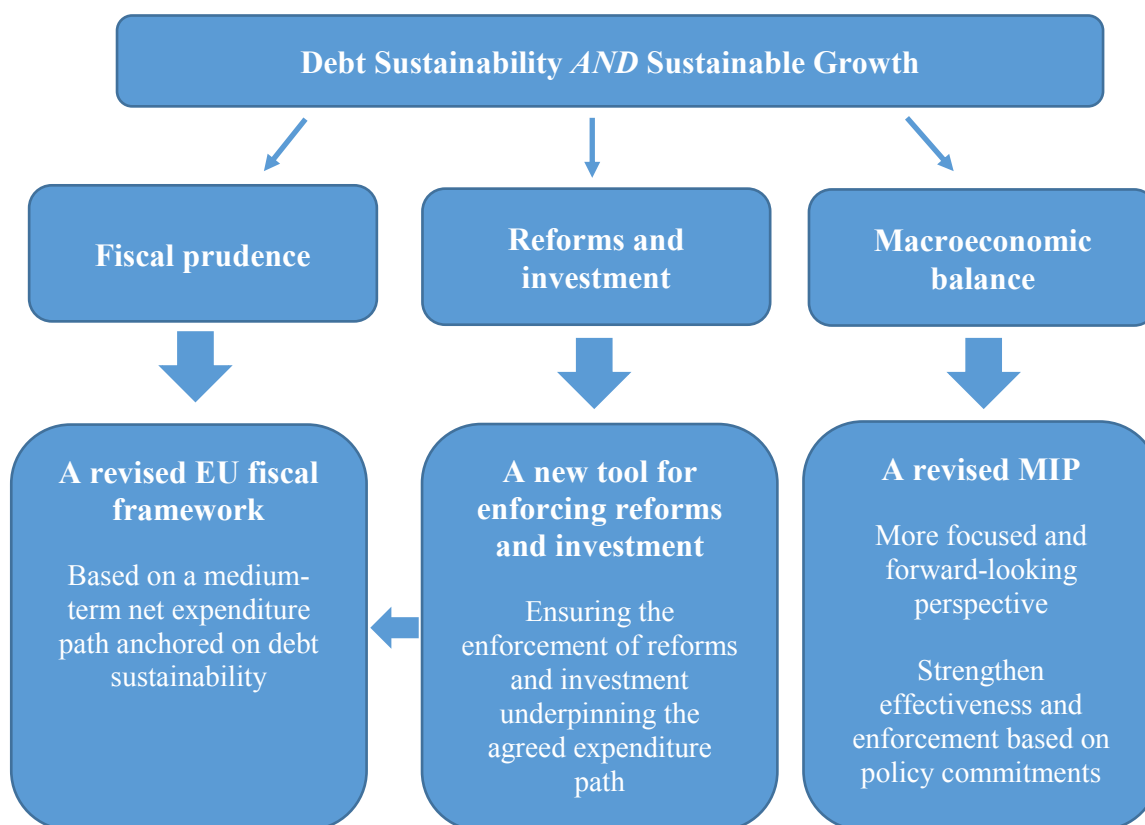 Debt Sustainability AND Sustainable Growth
Fiscal prudence
Reforms and
investment
Macroeconomic
balance
A revised EU fiscal
framework
Based on a medium-
term net expenditure
path anchored on debt
sustainability
A new tool for
enforcing reforms
and investment
Ensuring the
enforcement of reforms
and investment
underpinning the
agreed expenditure
path
A revised MIP
More focused and
forward-looking
perspective
Strengthen
effectiveness and
enforcement based on
policy commitments